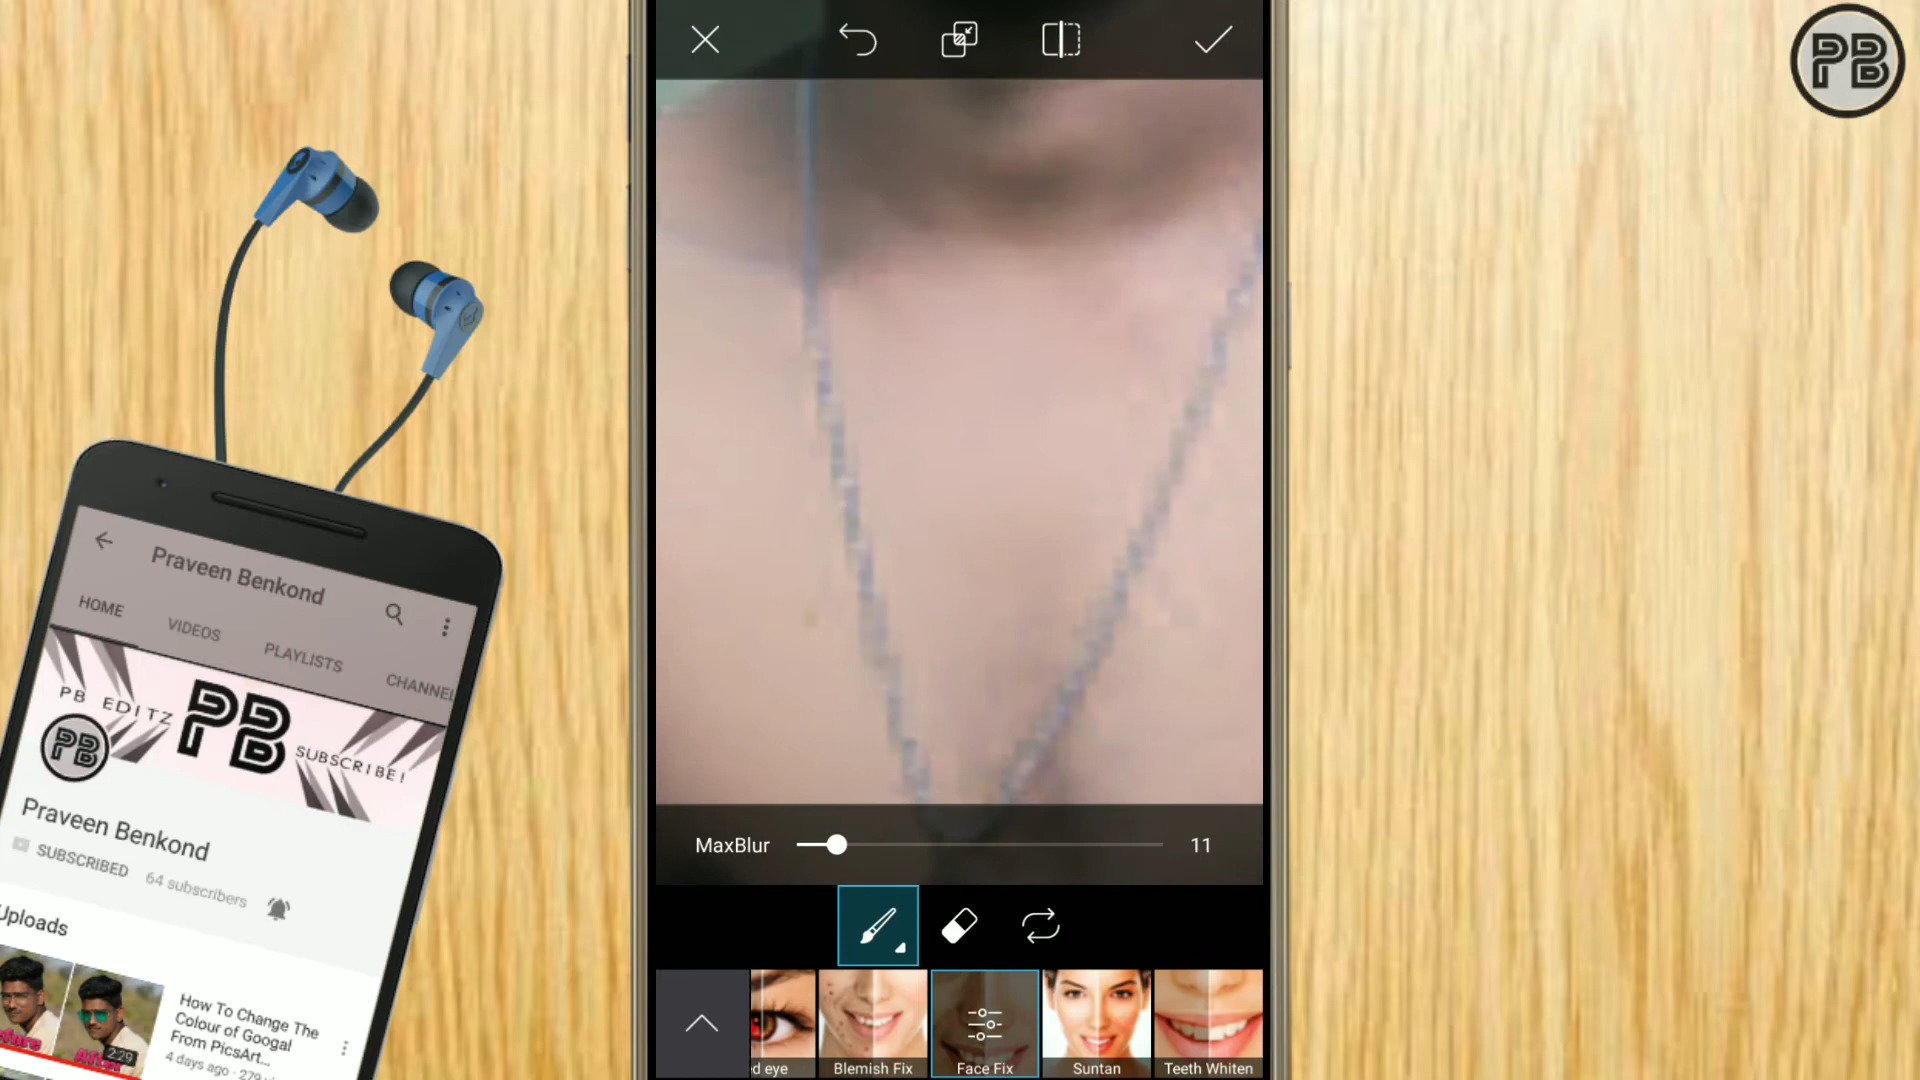 PB
Praveen Benkond
HOME VIDEOS PLAYLISTS CHANNEL
PB EDITZ PB SUBSCRIBE!
PB
Praveen Benkond
SUBSCRIBED 64 subscribers
Uploads
How To Change The
Colour of Googal
From PicsArt...
4 days ago · 279
2:29
MaxBlur 11
d eye
Blemish Fix
Face Fix
Suntan
Teeth Whiten